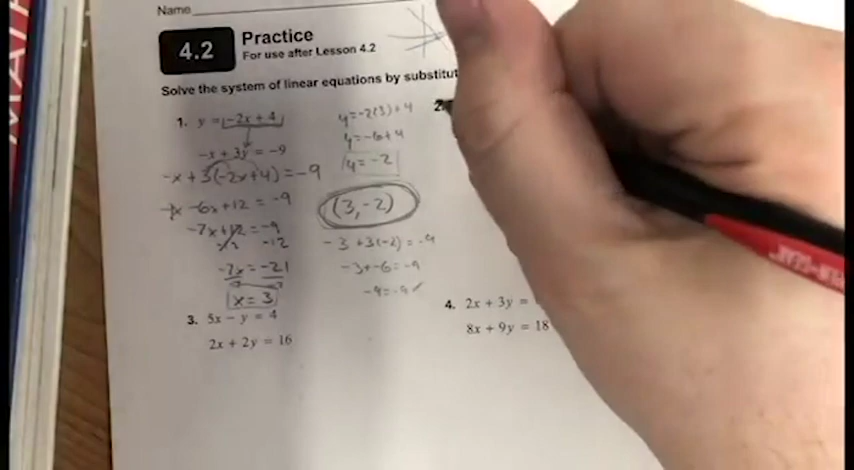 Name
4.2 Practice
For use after Lesson 4.2
Solve the system of linear equations by
1. y = -2x + 4
-x + 3y = -9
-x + 3(-2x+4) = -9
-x -6x+12 = -9
-7x+12 = -9
-12 -12
-7x = -21
x = 3
y = -2(3)+4
y = -6+4
y = -2
(3, -2)
-3 +3(-2) = -9
-3+-6 = -9
-9 = -9 ✓
3. 5x - y = 4
2x + 2y = 16
4. 2x + 3y =
8x + 9y = 18